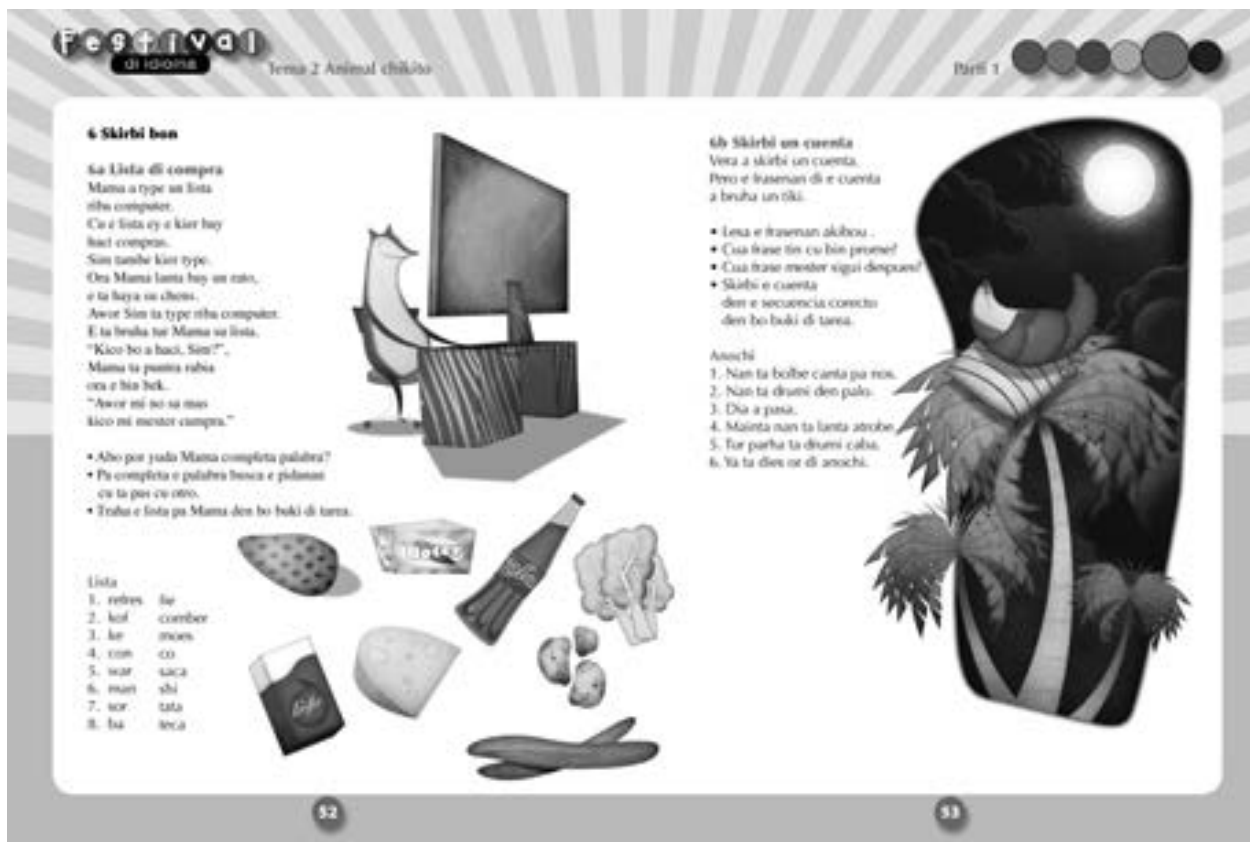 Festival
di idioma
Tema 2 Animal chikito
Parti 1
6 Skirbi bon
6a Lista di compra
Mama a type un lista
riba computer.
Cu e lista ey e kier bay
haci compras.
Sim tambe kier type.
Ora Mama lanta bay un rato,
e ta haya su chens.
Awor Sim ta type riba computer.
E ta bruha tur Mama su lista.
"Kico bo a haci, Sim?",
Mama ta puntra rabia
ora e bin bek.
"Awor mi no sa mas
kico mi mester cumpra."
• Abo por yuda Mama completa palabra?
• Pa completa e palabra busca e pidanan
cu ta pas cu otro.
• Traha e lista pa Mama den bo buki di tarea.
Lista
1. refres lie
2. kof comber
3. ke moes
4. con co
5. war saca
6. man shi
7. sor tata
8. ba teca
52
6b Skirbi un cuenta
Vera a skirbi un cuenta.
Pero e frasenan di e cuenta
a bruha un tiki.
• Lesa e frasenan akibou .
• Cua frase tin cu bin prome?
• Cua frase mester sigui despues?
• Skirbi e cuenta
den e secuencia corecto
den bo buki di tarea.
Anochi
1. Nan ta bolbe canta pa nos.
2. Nan ta drumi den palo.
3. Dia a pasa.
4. Mainta nan ta lanta atrobe.
5. Tur parha ta drumi caba.
6. Ya ta dies or di anochi.
53